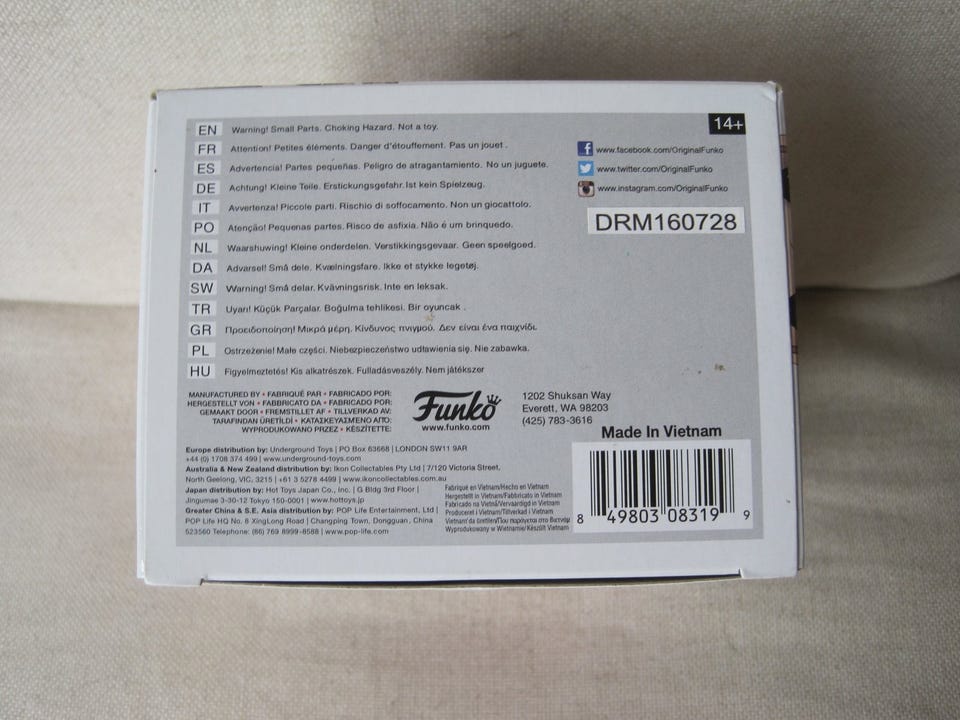 14+
EN Warning! Small Parts. Choking Hazard. Not a toy.
FR Attention! Petites éléments. Danger d'étouffement. Pas un jouet.
ES Advertencia! Partes pequeñas. Peligro de atragantamiento. No un juguete.
DE Achtung! Kleine Teile. Erstickungsgefahr. Ist kein Spielzeug.
IT Avvertenza! Piccole parti. Rischio di soffocamento. Non un giocattolo.
PO Atenção! Pequenas partes. Risco de asfixia. Não é um brinquedo.
NL Waarshuwing! Kleine onderdelen. Verstikkingsgevaar. Geen speelgoed.
DA Advarsel! Små dele. Kvælningsfare. Ikke et stykke legetøj.
SW Warning! Små delar. Kvävningsrisk. Inte en leksak.
TR Uyarı! Küçük Parçalar. Boğulma tehlikesi. Bir oyuncak .
GR Προειδοποίηση! Μικρά μέρη. Κίνδυνος πνιγμού. Δεν είναι ένα παιχνίδι.
PL Ostrzeżenie! Małe części. Niebezpieczeństwo udławienia się. Nie zabawka.
HU Figyelmeztetés! Kis alkatrészek. Fulladásveszély. Nem játékszer
f www.facebook.com/OriginalFunko
www.twitter.com/OriginalFunko
www.instagram.com/OriginalFunko
DRM160728
MANUFACTURED BY • FABRIQUÉ PAR • FABRICADO POR:
HERGESTELLT VON • FABBRICATO DA • FABRICADO POR:
GEMAAKT DOOR • FREMSTILLET AF • TILLVERKAD AV:
TARAFINDAN ÜRETİLDİ • ΚΑΤΑΣΚΕΥΑΣΜΕΝΟ ΑΠΌ:
WYPRODUKOWANO PRZEZ • KÉSZÍTETTE:
Funko
www.funko.com
1202 Shuksan Way
Everett, WA 98203
(425) 783-3616
Made In Vietnam
Europe distribution by: Underground Toys | PO Box 63668 | LONDON SW11 9AR
+44 (0) 1708 374 499 | www.underground-toys.com
Australia & New Zealand distribution by: Ikon Collectables Pty Ltd | 7/120 Victoria Street,
North Geelong, VIC, 3215 | +61 3 5278 4499 | www.ikoncollectables.com.au
Japan distribution by: Hot Toys Japan Co., Inc. | G Bldg 3rd Floor |
Jingumae 3-30-12 Tokyo 150-0001 | www.hottoys.jp
Greater China & S.E. Asia distribution by: POP Life Entertainment, Ltd |
POP Life HQ No. 8 XingLong Road | Changping Town, Dongguan, China
523560 Telephone: (86) 769 8999-8588 | www.pop-life.com
Fabriqué en Vietnam/Hecho en Vietnam
Hergestellt in Vietnam/Fabbricato in Vietnam
Fabricado na Vietnã/Vervaardigd in Vietnam
Produceret i Vietnam/Tillverkad i Vietnam
Vietnam'da üretilen/Που παράγεται στο Βιετνάμ
Wyprodukowany w Wietnamie/Készült Vietnam
8 49803 08319 9